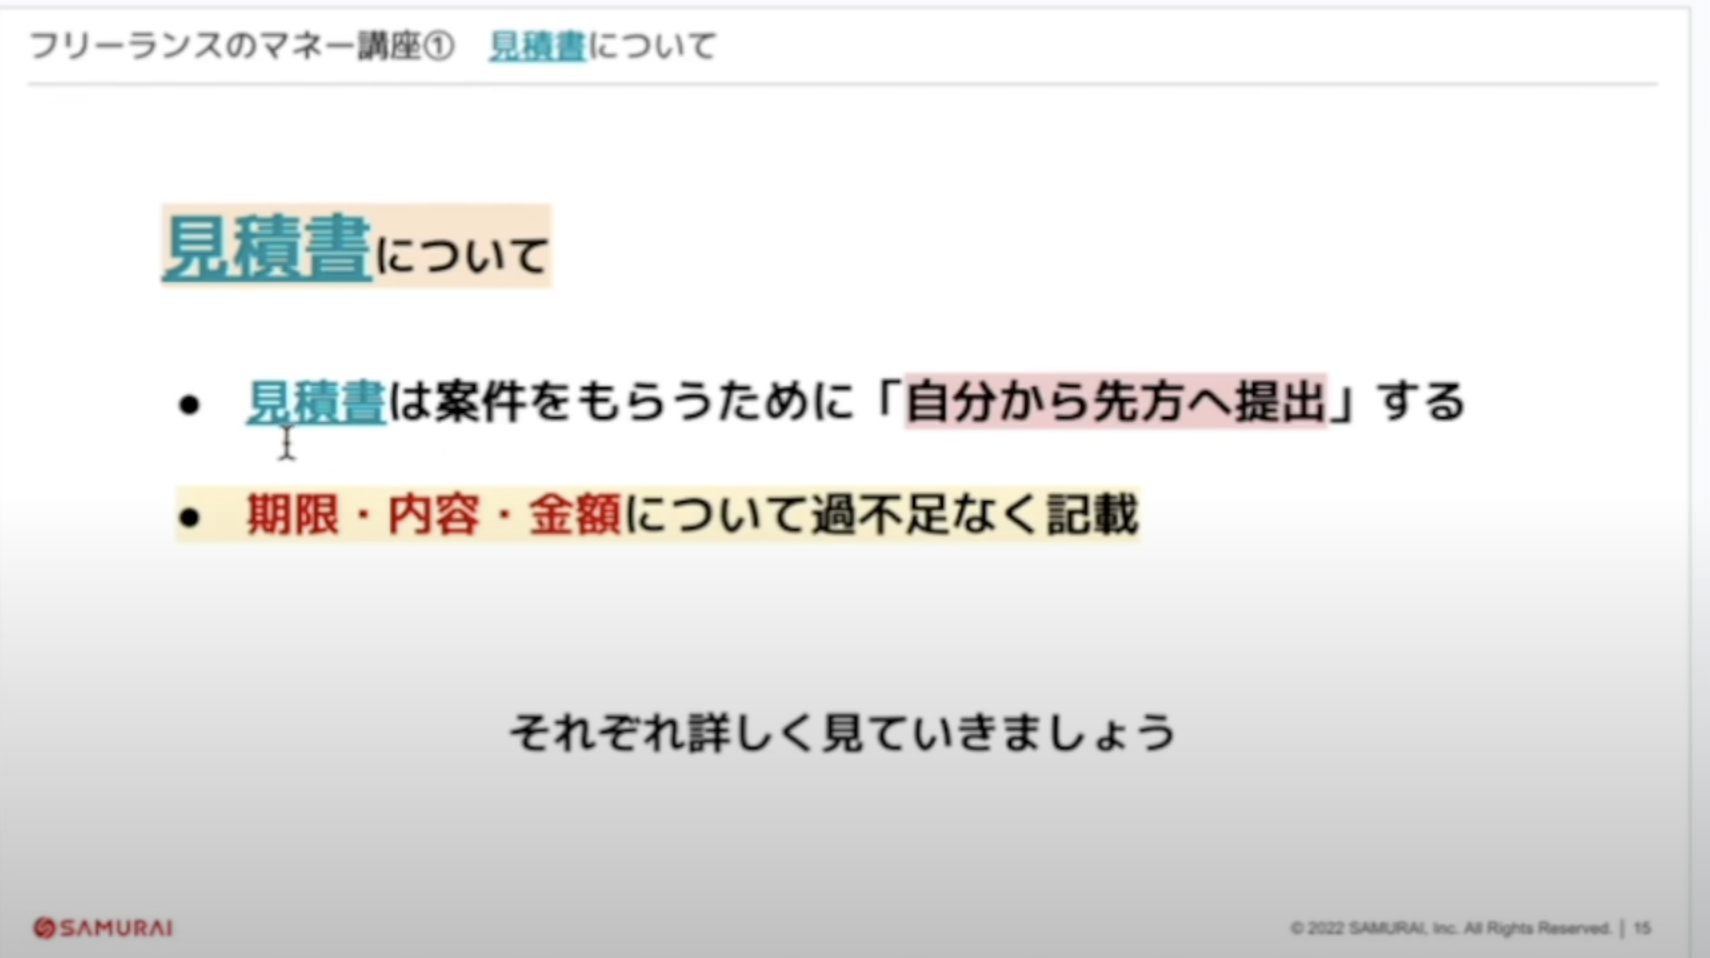 フリーランスのマネー講座① 見積書について
見積書について
● 見積書は案件をもらうために「自分から先方へ提出」する
● 期限・内容・金額について過不足なく記載
それぞれ詳しく見ていきましょう
SAMURAI
© 2022 SAMURAI, Inc. All Rights Reserved. | 15